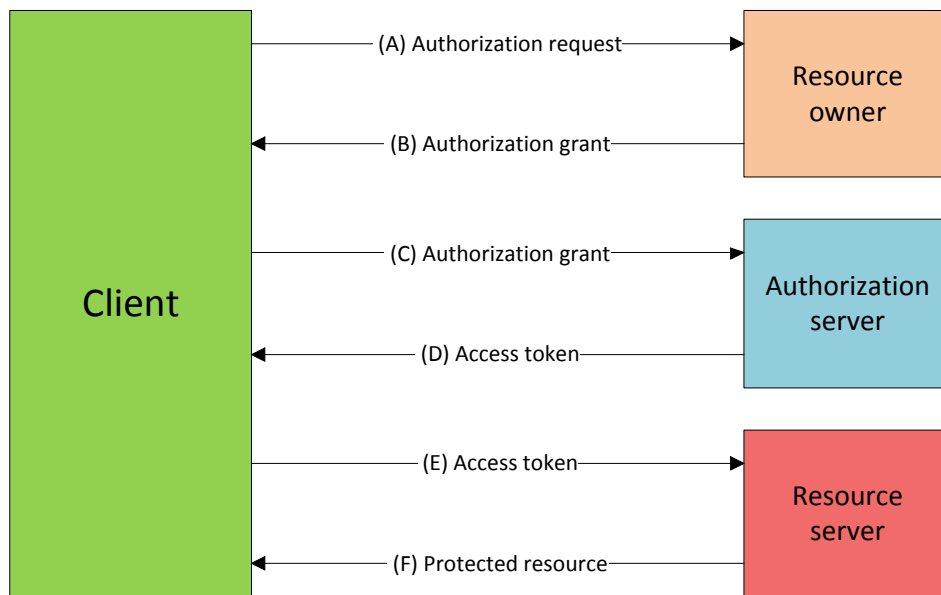 (A) Authorization request
Resource
owner
(B) Authorization grant
Client
(C) Authorization grant
Authorization
server
(D) Access token
(E) Access token
Resource
server
(F) Protected resource